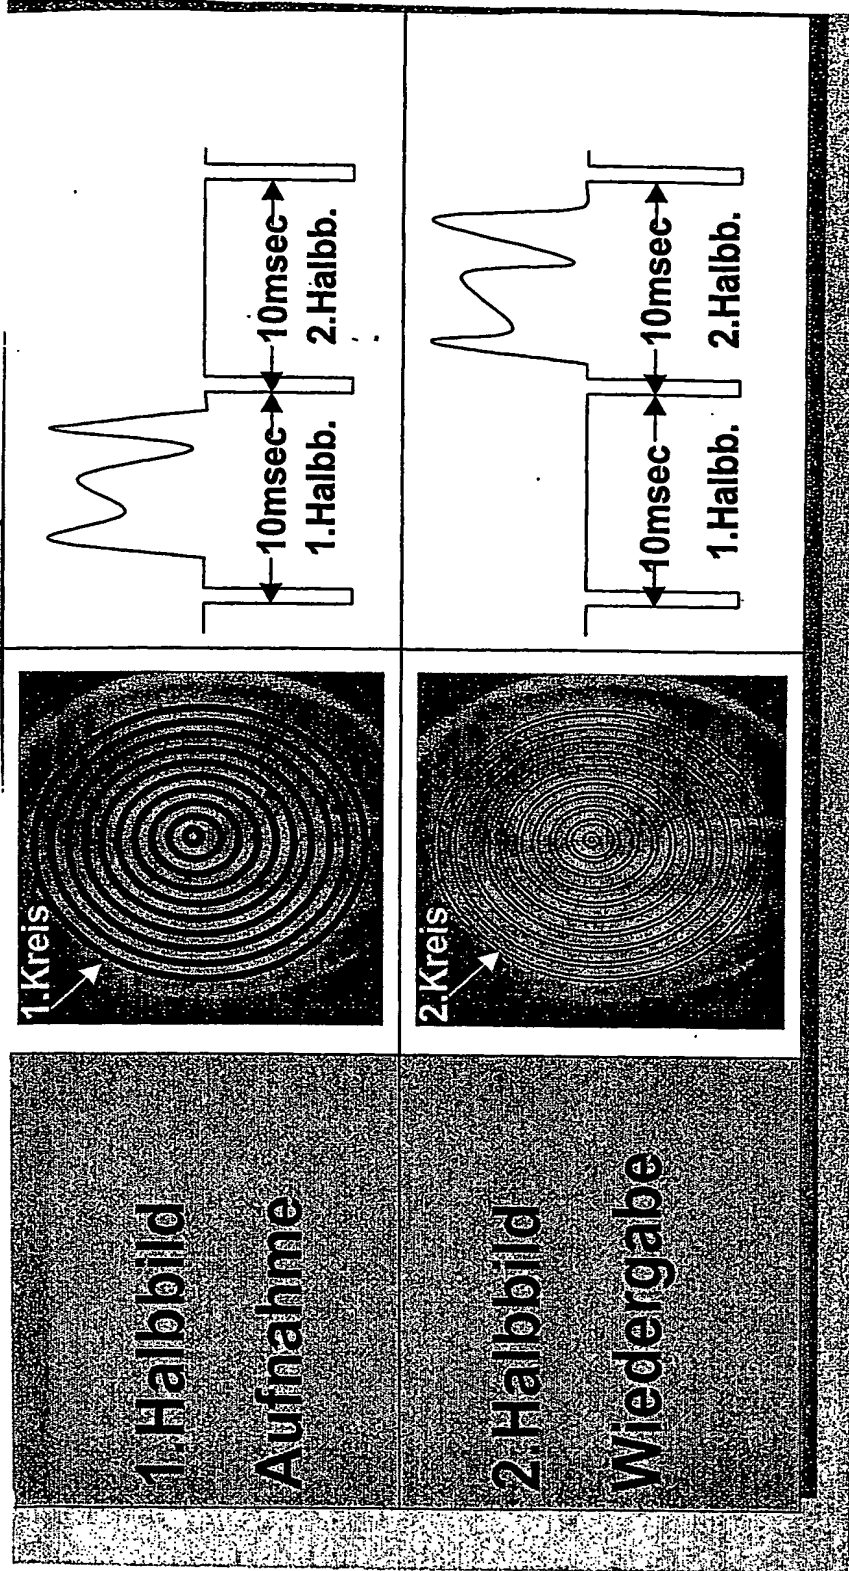 1.Halbbild
Aufnahme
1.Kreis
10msec
10msec
1.Halbb.
2.Halbb.
2.Halbbild
Wiedergabe
2.Kreis
10msec
10msec
1.Halbb.
2.Halbb.